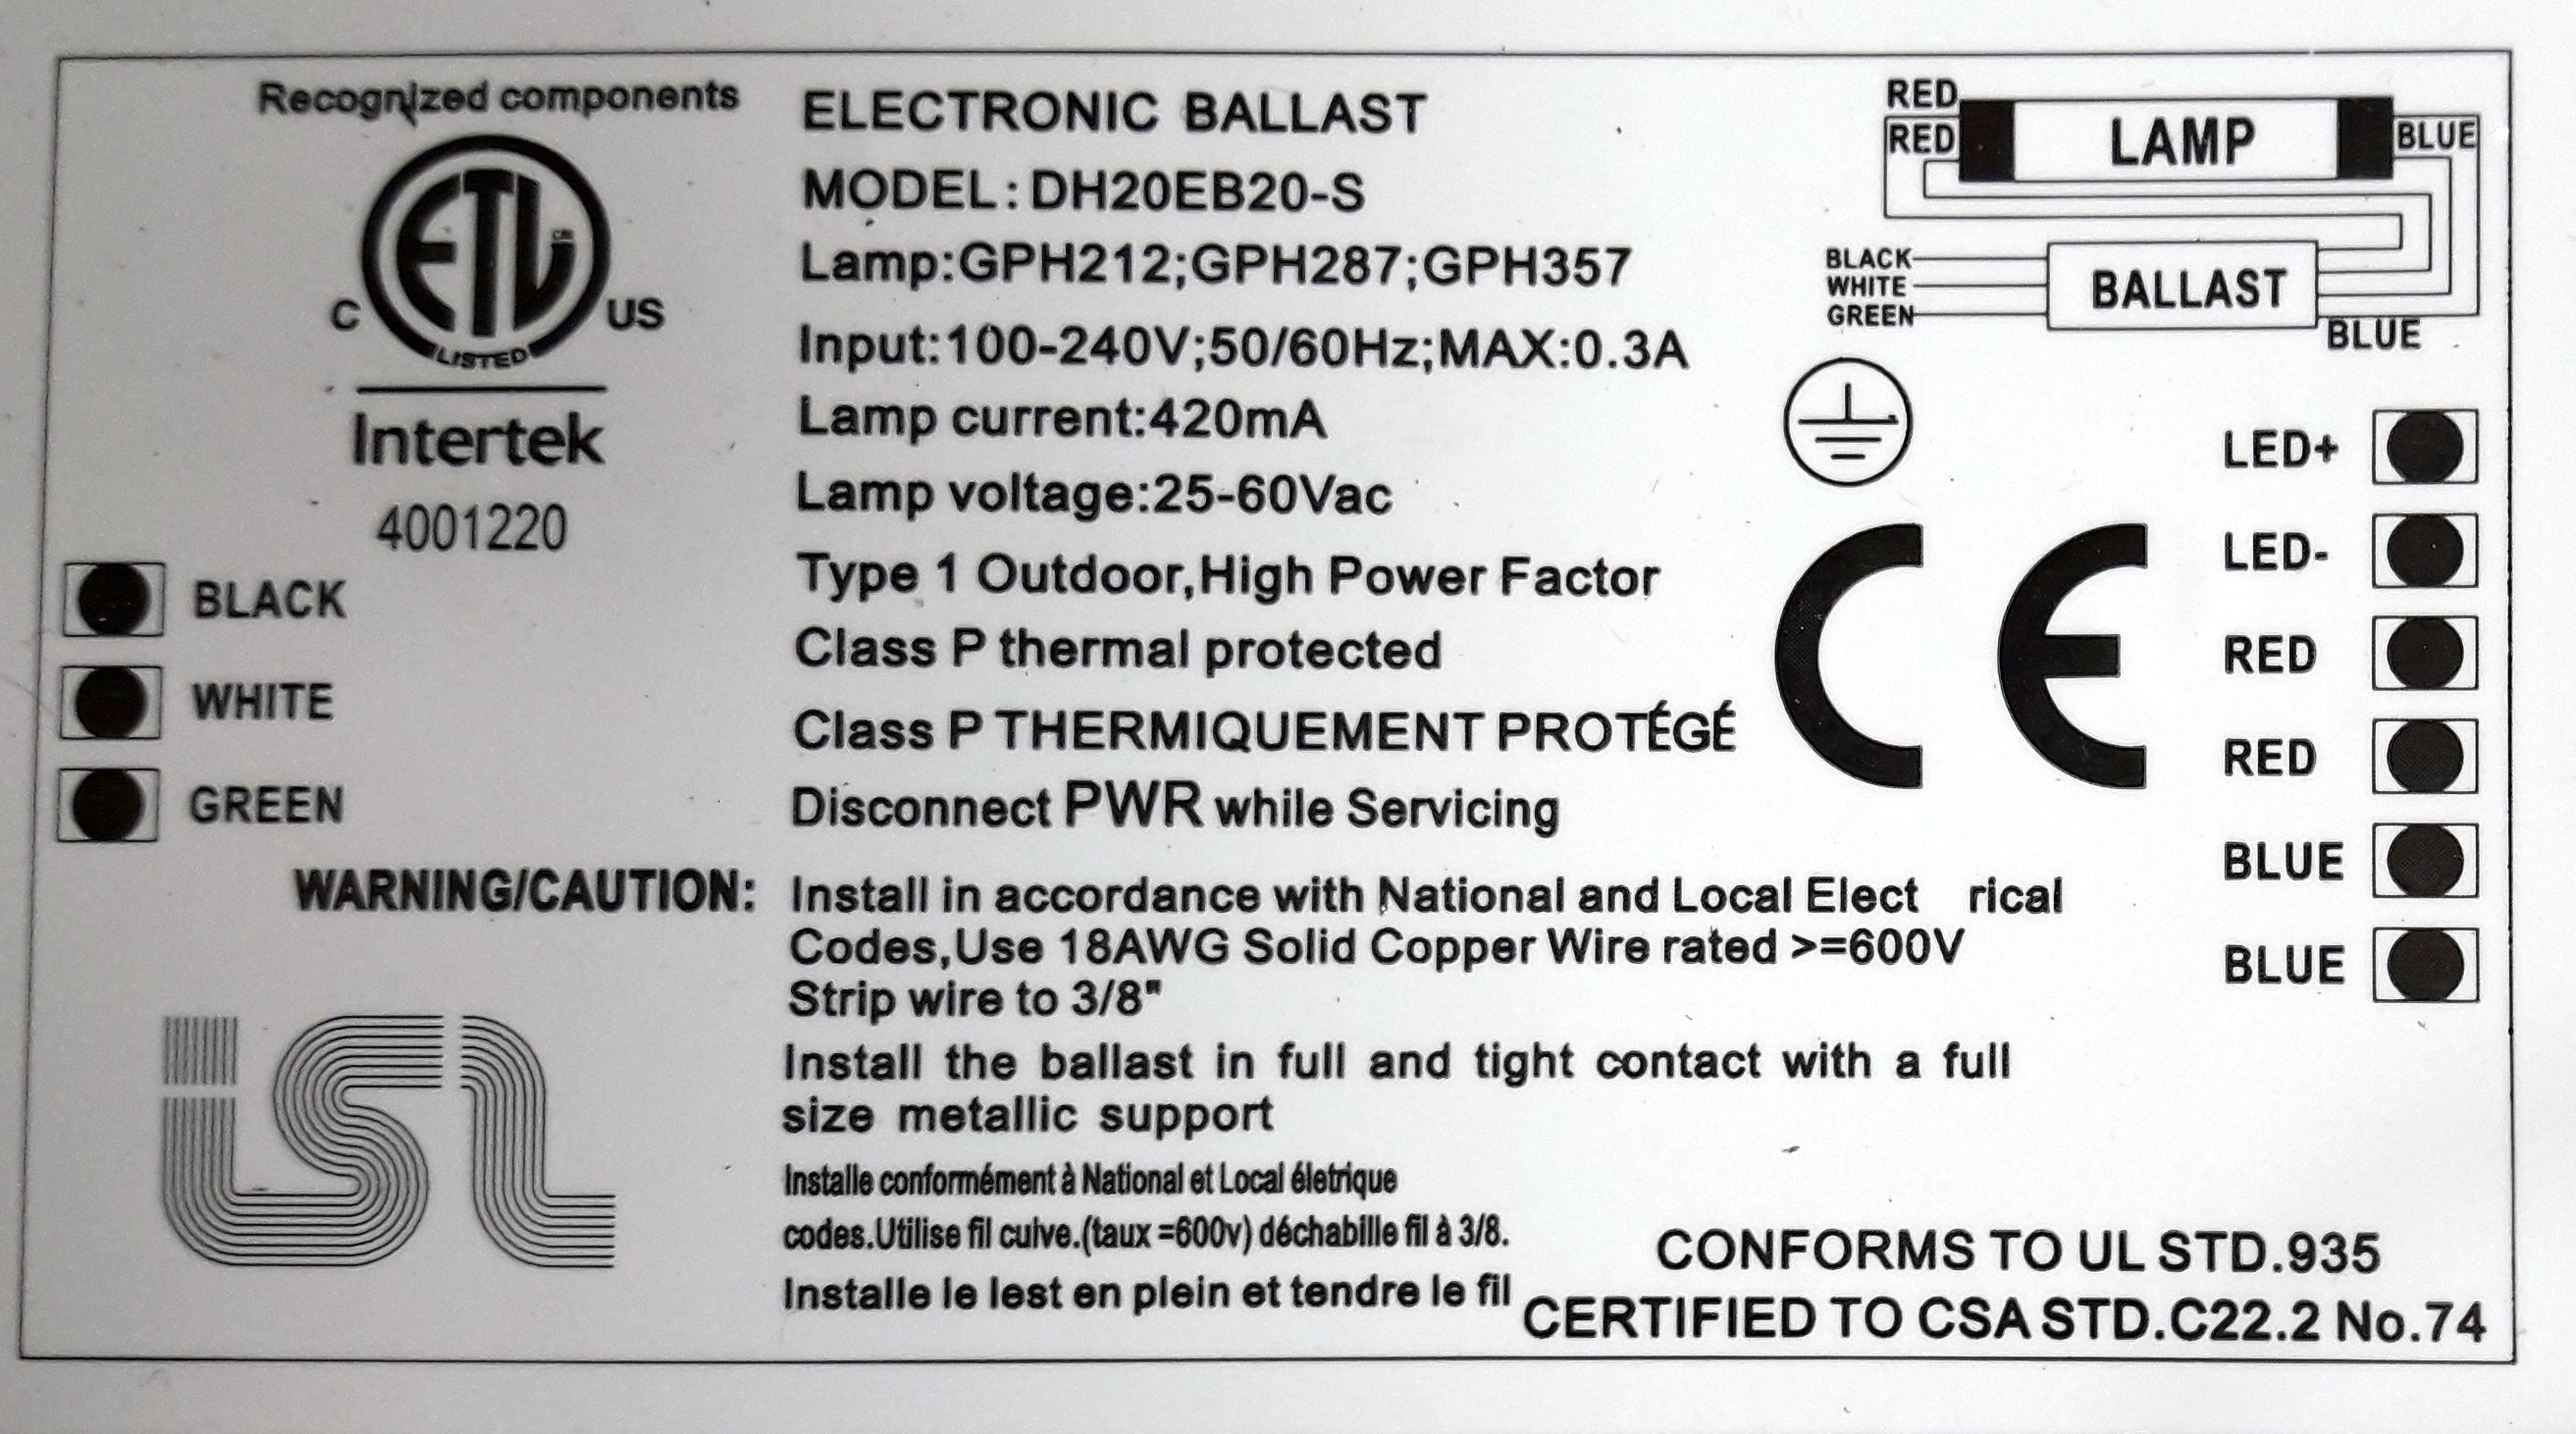 Recognized components
ETL
CM
C US
LISTED
Intertek
4001220
BLACK
WHITE
GREEN
ELECTRONIC BALLAST
MODEL: DH20EB20-S
Lamp:GPH212;GPH287;GPH357
Input:100-240V;50/60Hz;MAX:0.3A
Lamp current:420mA
Lamp voltage:25-60Vac
Type 1 Outdoor,High Power Factor
Class P thermal protected
Class P THERMIQUEMENT PROTÉGÉ
Disconnect PWR while Servicing
RED
RED LAMP BLUE
BLACK
WHITE BALLAST
GREEN
BLUE
CE
LED+
LED-
RED
RED
BLUE
BLUE
WARNING/CAUTION: Install in accordance with National and Local Elect rical
Codes,Use 18AWG Solid Copper Wire rated >=600V
Strip wire to 3/8"
Install the ballast in full and tight contact with a full
size metallic support
Installe conformément à National et Local életrique
codes.Utilise fil cuive.(taux =600v) déchabille fil à 3/8.
Installe le lest en plein et tendre le fil
isl
CONFORMS TO UL STD.935
CERTIFIED TO CSA STD.C22.2 No.74